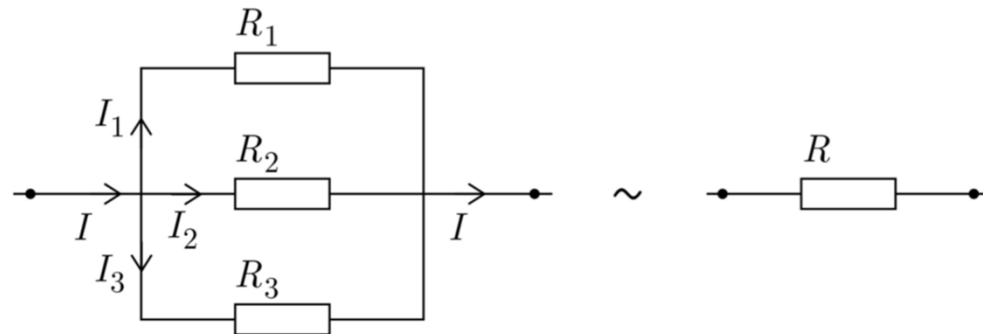 R₁
I₁
R₂
R
I
I₂
I
I₃
R₃